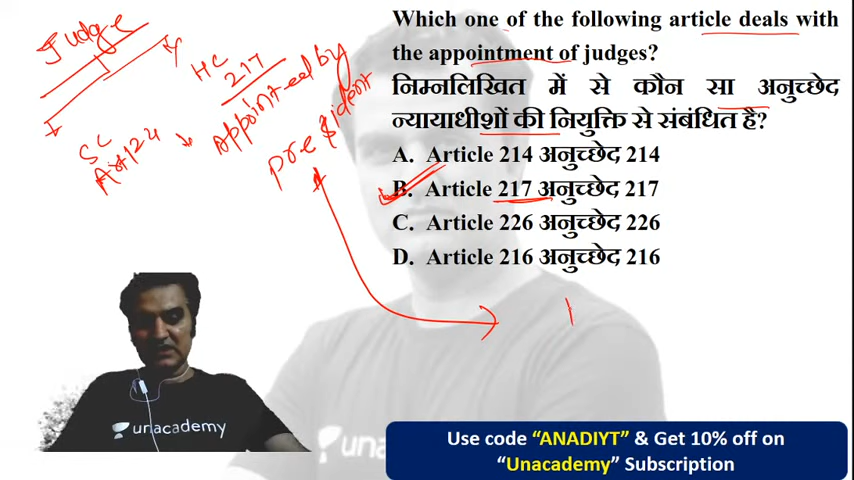 Which one of the following article deals with
the appointment of judges?
निम्नलिखित में से कौन सा अनुच्छेद
न्यायाधीशों की नियुक्ति से संबंधित है?
A. Article 214 अनुच्छेद 214
B. Article 217 अनुच्छेद 217
C. Article 226 अनुच्छेद 226
D. Article 216 अनुच्छेद 216
Judge
HC
217
SC
Art 124
Appointed by
President
unacademy
una
Use code “ANADIYT” & Get 10% off on
“Unacademy” Subscription